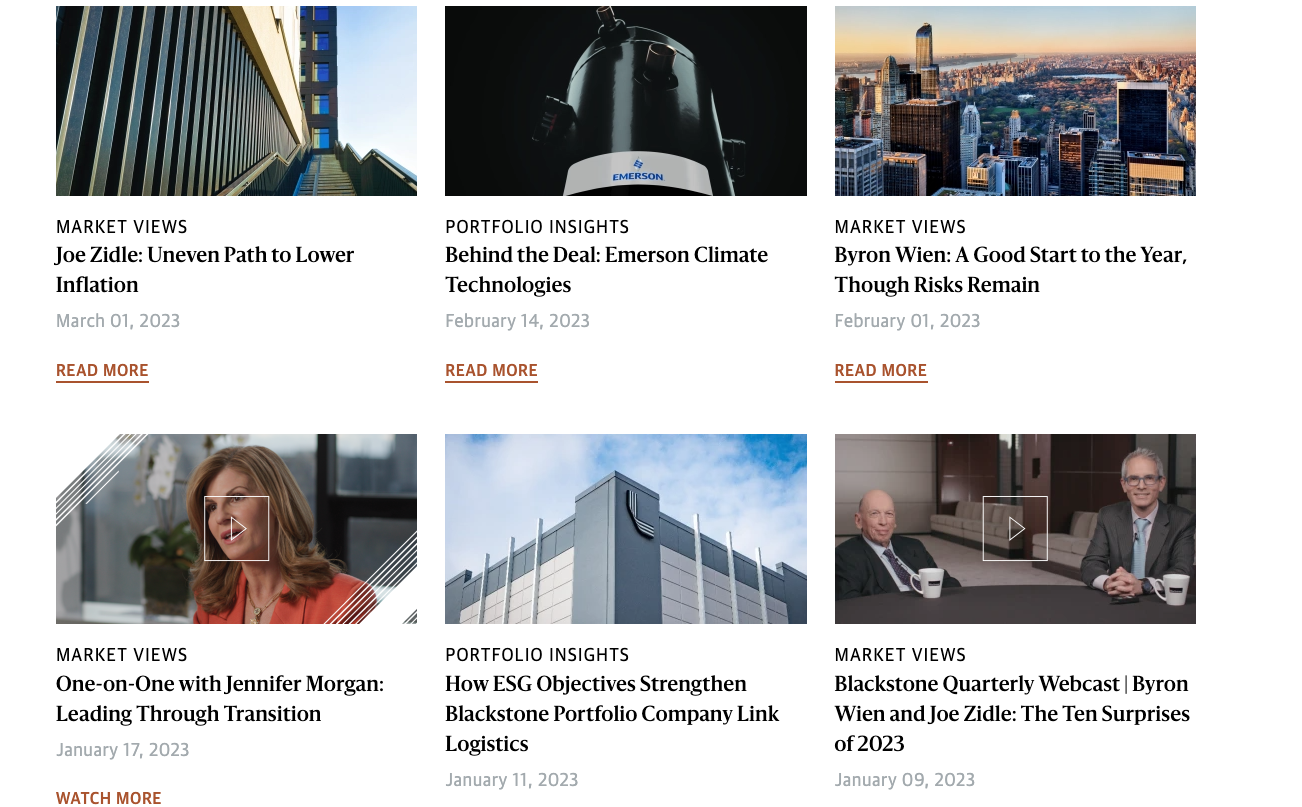 EMERSON
MARKET VIEWS
Joe Zidle: Uneven Path to Lower
Inflation
March 01, 2023
READ MORE
PORTFOLIO INSIGHTS
Behind the Deal: Emerson Climate
Technologies
February 14, 2023
READ MORE
MARKET VIEWS
Byron Wien: A Good Start to the Year,
Though Risks Remain
February 01, 2023
READ MORE
MARKET VIEWS
One-on-One with Jennifer Morgan:
Leading Through Transition
January 17, 2023
WATCH MORE
PORTFOLIO INSIGHTS
How ESG Objectives Strengthen
Blackstone Portfolio Company Link
Logistics
January 11, 2023
MARKET VIEWS
Blackstone Quarterly Webcast | Byron
Wien and Joe Zidle: The Ten Surprises
of 2023
January 09, 2023